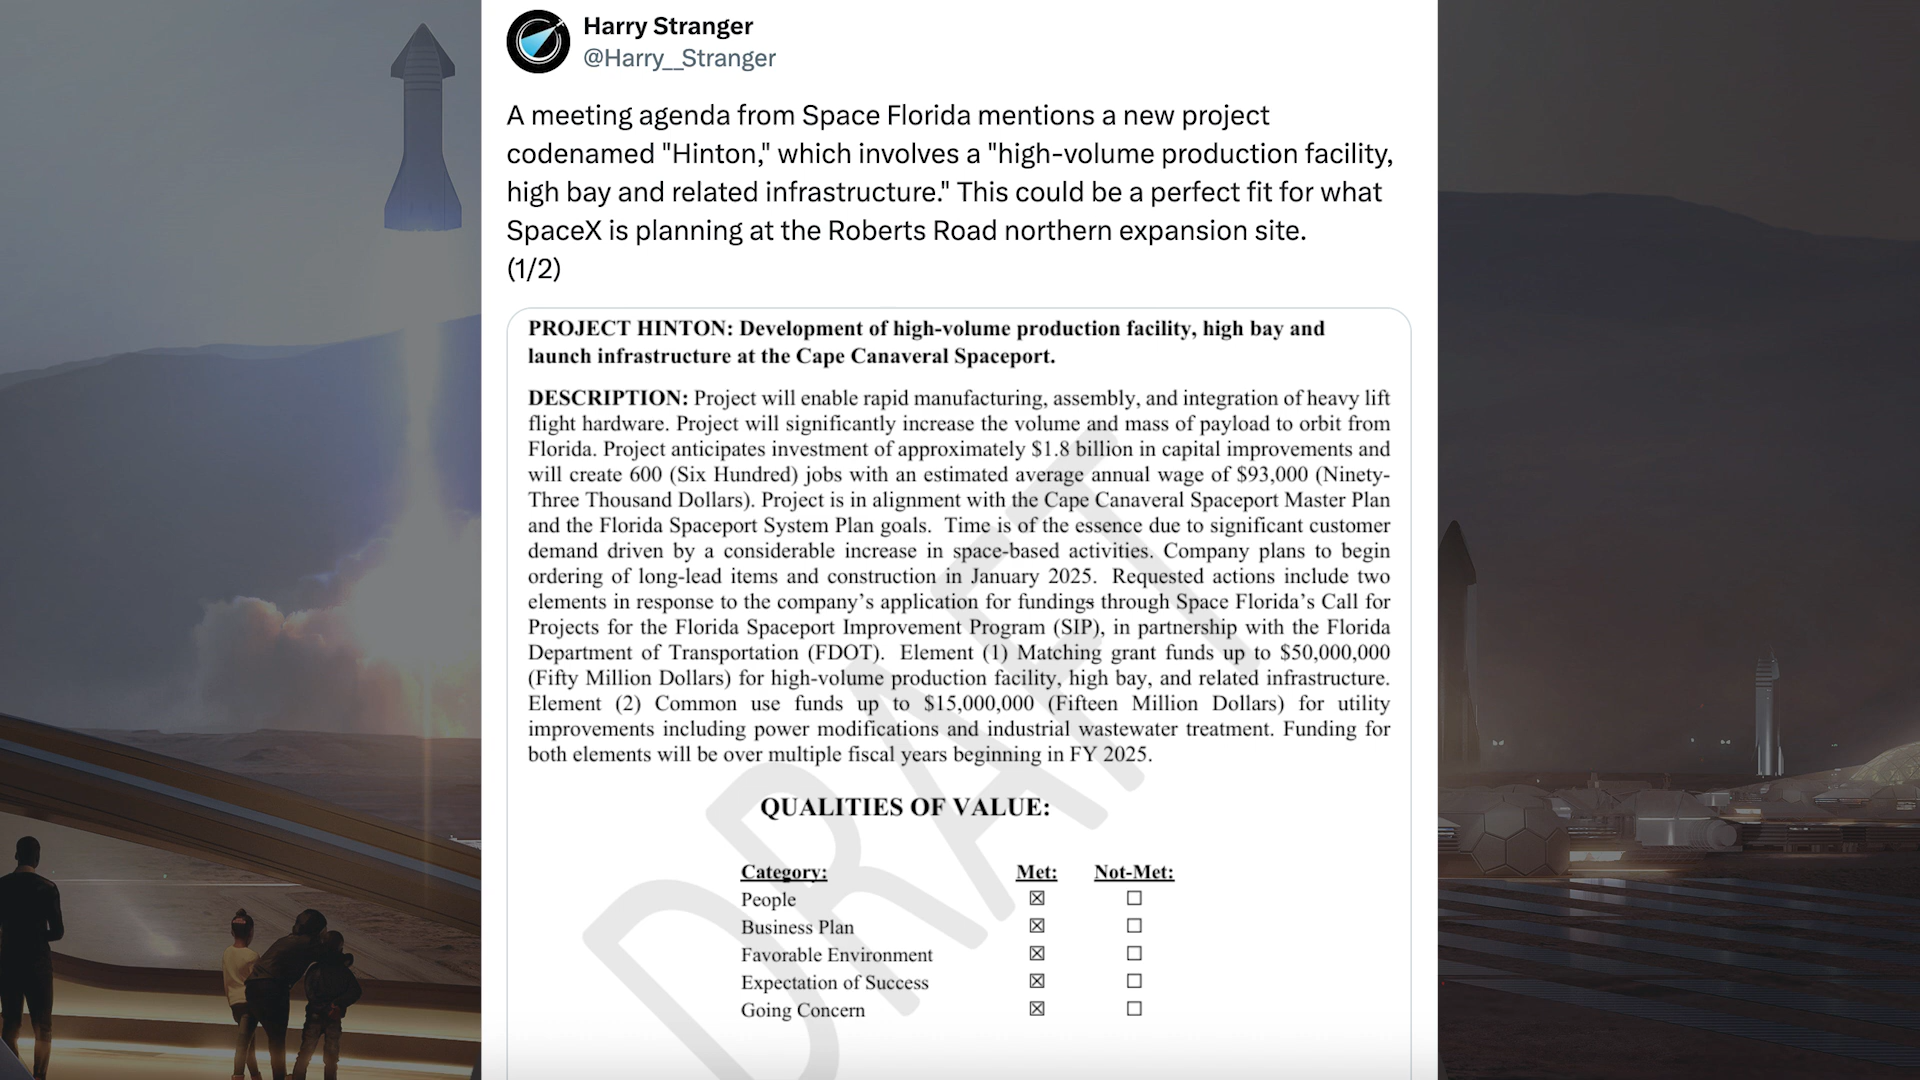 Harry Stranger
@Harry__Stranger
A meeting agenda from Space Florida mentions a new project
codenamed "Hinton," which involves a "high-volume production facility,
high bay and related infrastructure." This could be a perfect fit for what
SpaceX is planning at the Roberts Road northern expansion site.
(1/2)
PROJECT HINTON: Development of high-volume production facility, high bay and
launch infrastructure at the Cape Canaveral Spaceport.
DESCRIPTION: Project will enable rapid manufacturing, assembly, and integration of heavy lift
flight hardware. Project will significantly increase the volume and mass of payload to orbit from
Florida. Project anticipates investment of approximately $1.8 billion in capital improvements and
will create 600 (Six Hundred) jobs with an estimated average annual wage of $93,000 (Ninety-
Three Thousand Dollars). Project is in alignment with the Cape Canaveral Spaceport Master Plan
and the Florida Spaceport System Plan goals. Time is of the essence due to significant customer
demand driven by a considerable increase in space-based activities. Company plans to begin
ordering of long-lead items and construction in January 2025. Requested actions include two
elements in response to the company's application for fundings through Space Florida's Call for
Projects for the Florida Spaceport Improvement Program (SIP), in partnership with the Florida
Department of Transportation (FDOT). Element (1) Matching grant funds up to $50,000,000
(Fifty Million Dollars) for high-volume production facility, high bay, and related infrastructure.
Element (2) Common use funds up to $15,000,000 (Fifteen Million Dollars) for utility
improvements including power modifications and industrial wastewater treatment. Funding for
both elements will be over multiple fiscal years beginning in FY 2025.
QUALITIES OF VALUE:
Category: Met: Not-Met:
People ☒ ☐
Business Plan ☒ ☐
Favorable Environment ☒ ☐
Expectation of Success ☒ ☐
Going Concern ☒ ☐
DRAFT